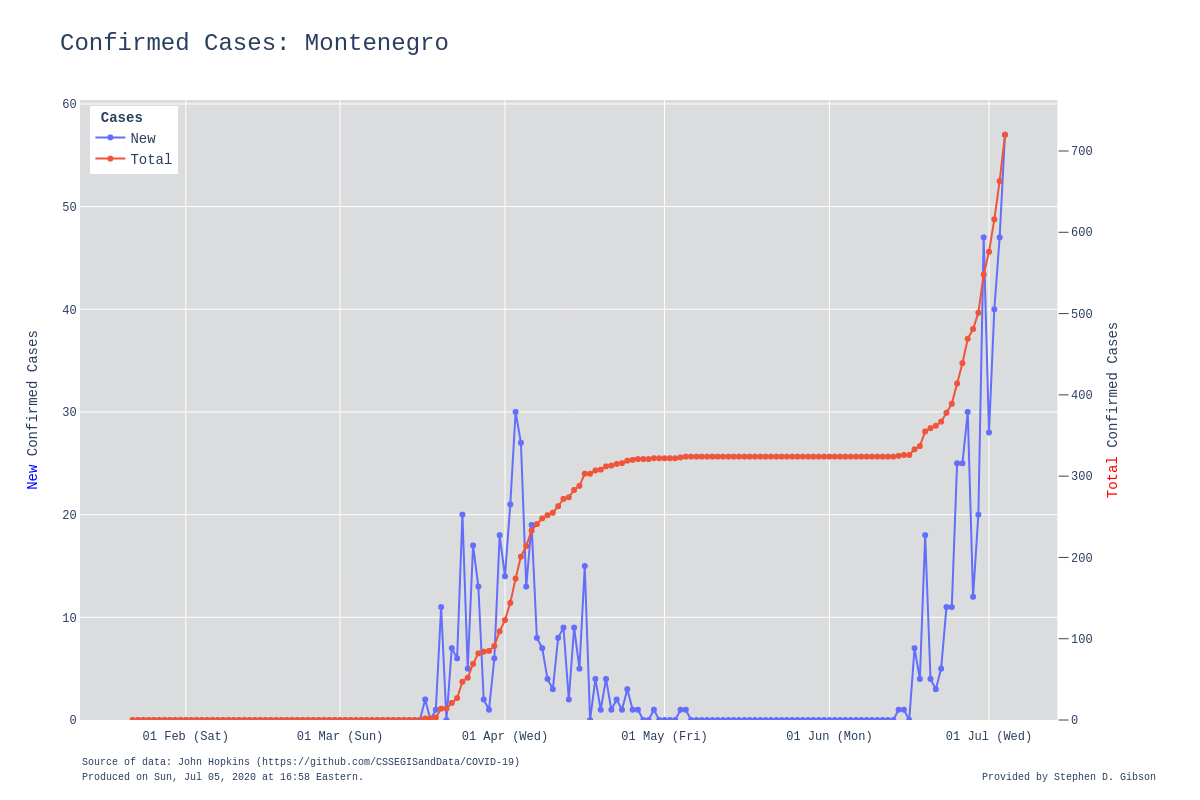 Confirmed Cases: Montenegro
Cases
New
Total
60
50
40
30
20
10
0
700
600
500
400
300
200
100
0
New Confirmed Cases
Total Confirmed Cases
01 Feb (Sat)
01 Mar (Sun)
01 Apr (Wed)
01 May (Fri)
01 Jun (Mon)
01 Jul (Wed)
Source of data: John Hopkins (https://github.com/CSSEGISandData/COVID-19)
Produced on Sun, Jul 05, 2020 at 16:58 Eastern.
Provided by Stephen D. Gibson